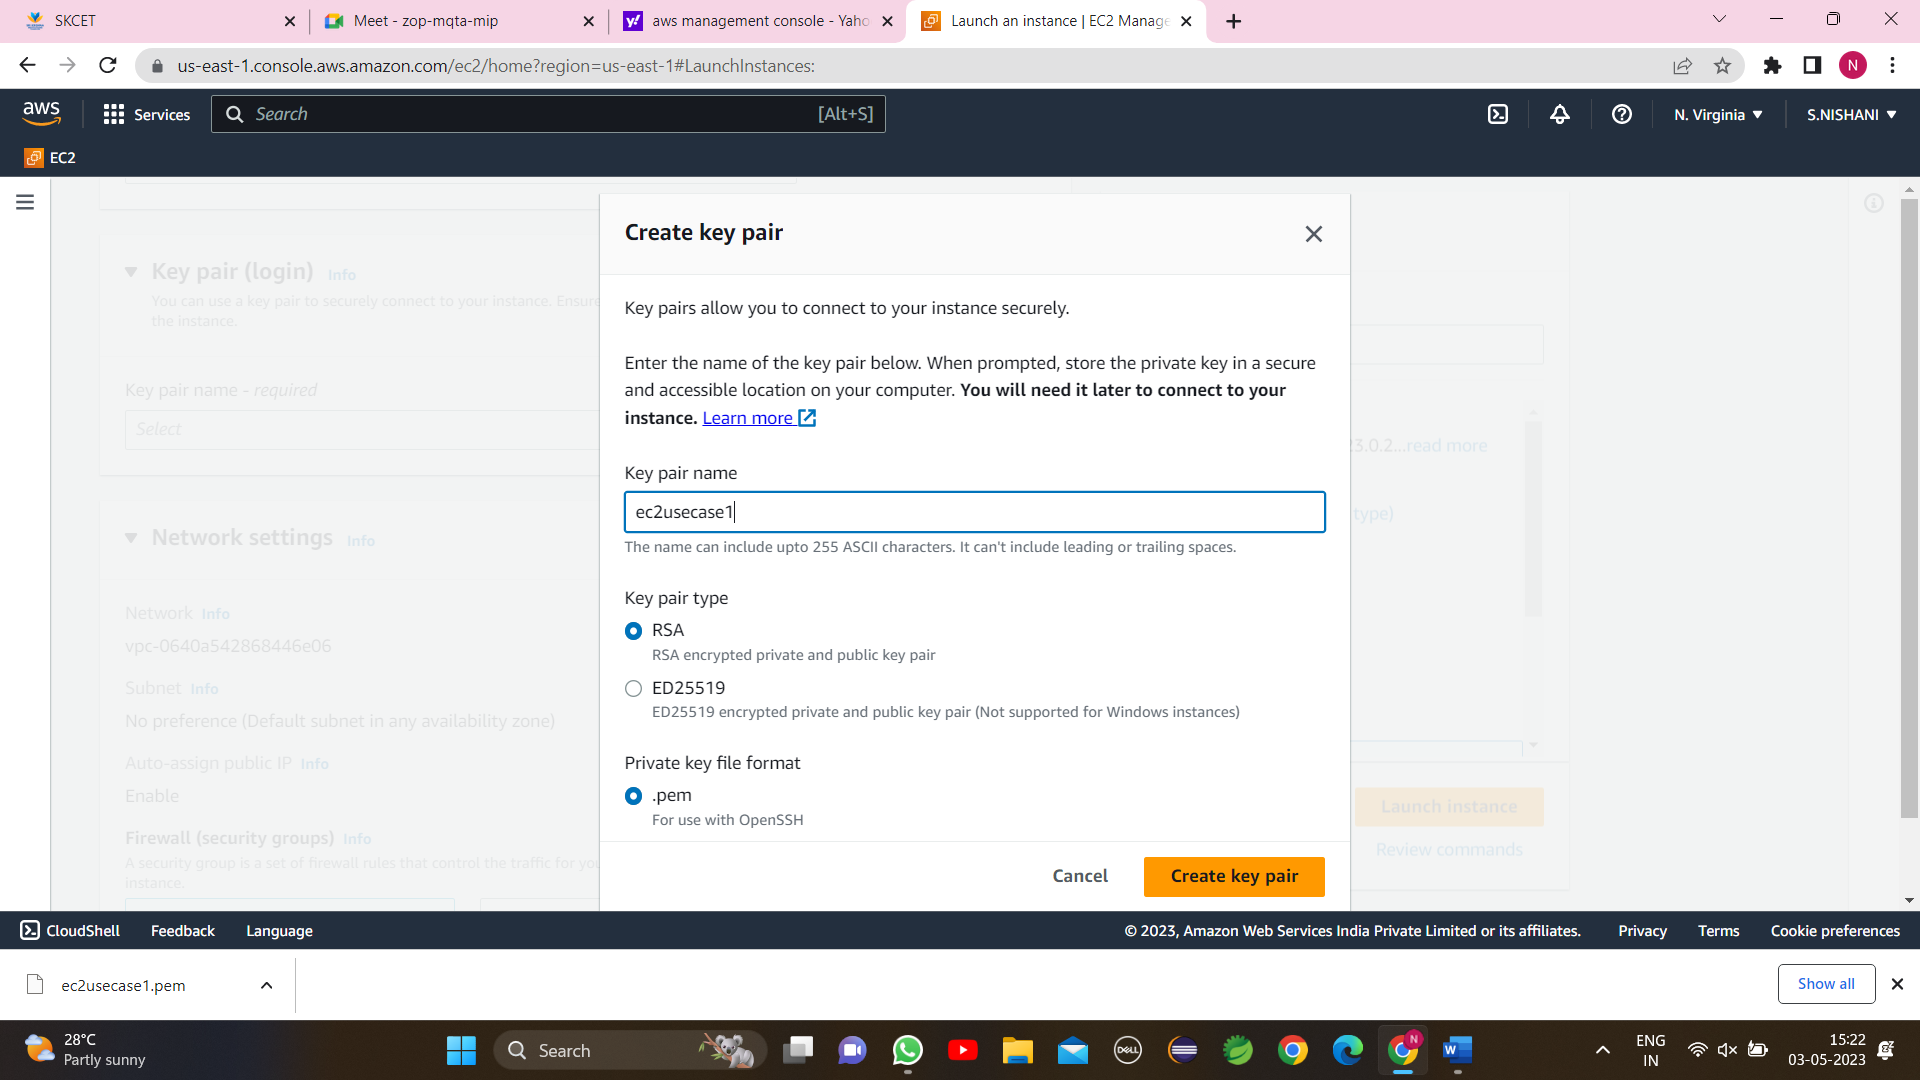 SKCET
Meet - zop-mqta-mip
aws management console - Yaho
Launch an instance | EC2 Manage
us-east-1.console.aws.amazon.com/ec2/home?region=us-east-1#LaunchInstances:
N
aws
Services
Search
[Alt+S]
N. Virginia
S.NISHANI
EC2
Create key pair
Key pair (login) Info
You can use a key pair to securely connect to your instance. Ensure
the instance.
Key pairs allow you to connect to your instance securely.
Enter the name of the key pair below. When prompted, store the private key in a secure
and accessible location on your computer. You will need it later to connect to your
instance. Learn more
Key pair name - required
Select
23.0.2...read more
Key pair name
ec2usecase1
type)
The name can include upto 255 ASCII characters. It can't include leading or trailing spaces.
Network settings Info
Key pair type
RSA
RSA encrypted private and public key pair
ED25519
ED25519 encrypted private and public key pair (Not supported for Windows instances)
Network Info
vpc-0640a542868446e06
Subnet Info
No preference (Default subnet in any availability zone)
Auto-assign public IP Info
Enable
Private key file format
.pem
For use with OpenSSH
Firewall (security groups) Info
A security group is a set of firewall rules that control the traffic for you
instance.
Launch instance
Review commands
Cancel
Create key pair
CloudShell
Feedback
Language
© 2023, Amazon Web Services India Private Limited or its affiliates.
Privacy
Terms
Cookie preferences
ec2usecase1.pem
Show all
28°C
Partly sunny
Search
DELL
N
W
ENG
IN
15:22
03-05-2023